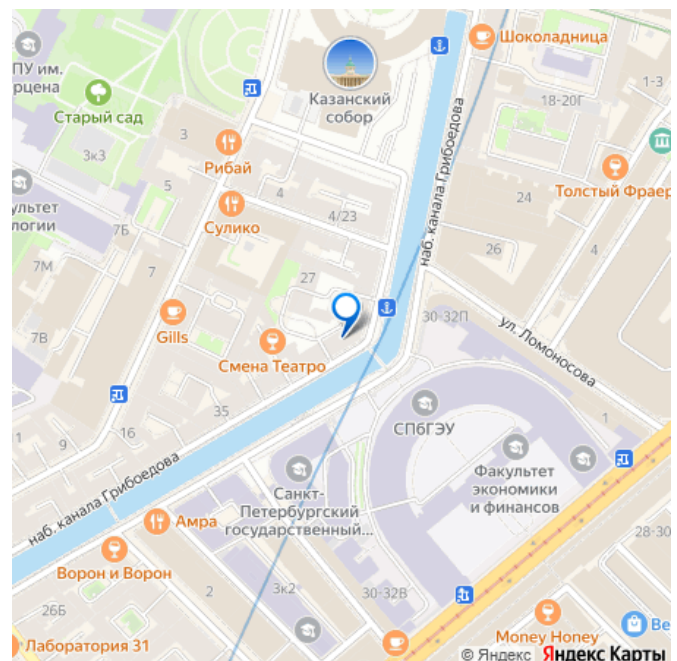 Шоколадница
ПУ им.
рцена
Казанский
собор
Старый сад
18-20Г
1-3
3
3к3
Рибай
наб. канала Грибоедова
Толстый Фраер
5
4
24
ультет
логии
Сулико
4/23
7Б
26
4
7М
7
27
30-32П
ул. Ломоносова
7В
Gills
Смена Театро
35
СПбГЭУ
1
1
9
16
Факультет
экономики
и финансов
Санкт-
Петербургский
государственный...
наб. канала Грибоедова
Амра
28-30
Ворон и Ворон
2
3к2
30-32В
26Б
Be
Лаборатория 31
Money Honey
© Яндекс Яндекс Карты